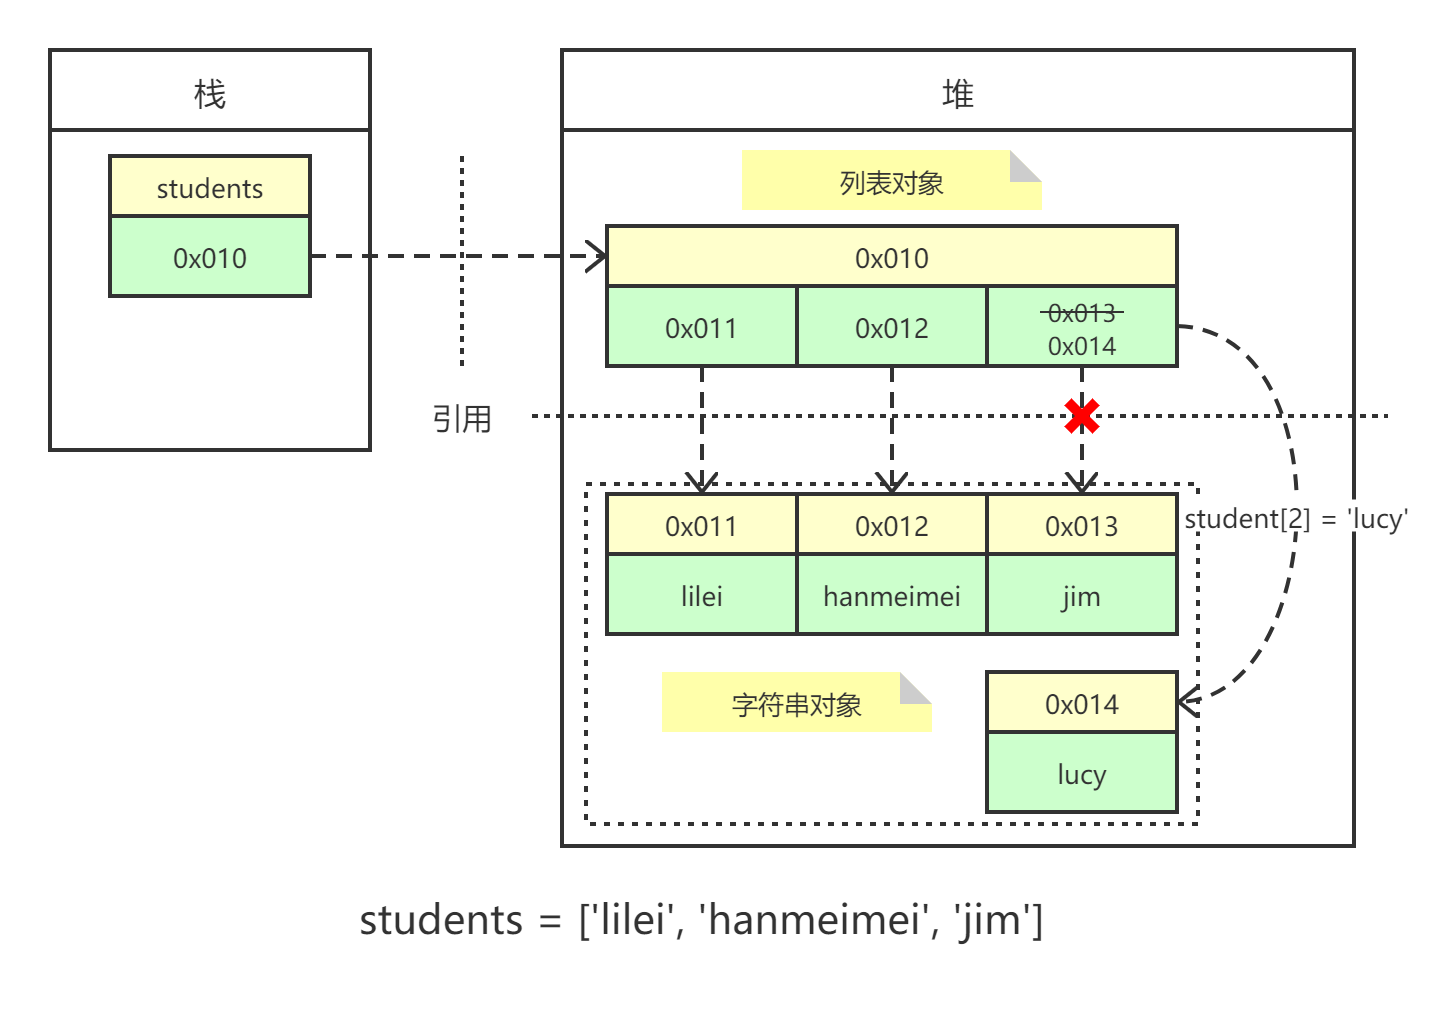 栈
students
0x010
引用
堆
列表对象
0x010
0x011
0x012
0x013
0x014
0x011
0x012
0x013
lilei
hanmeimei
jim
student[2] = 'lucy'
字符串对象
0x014
lucy
students = ['lilei', 'hanmeimei', 'jim']